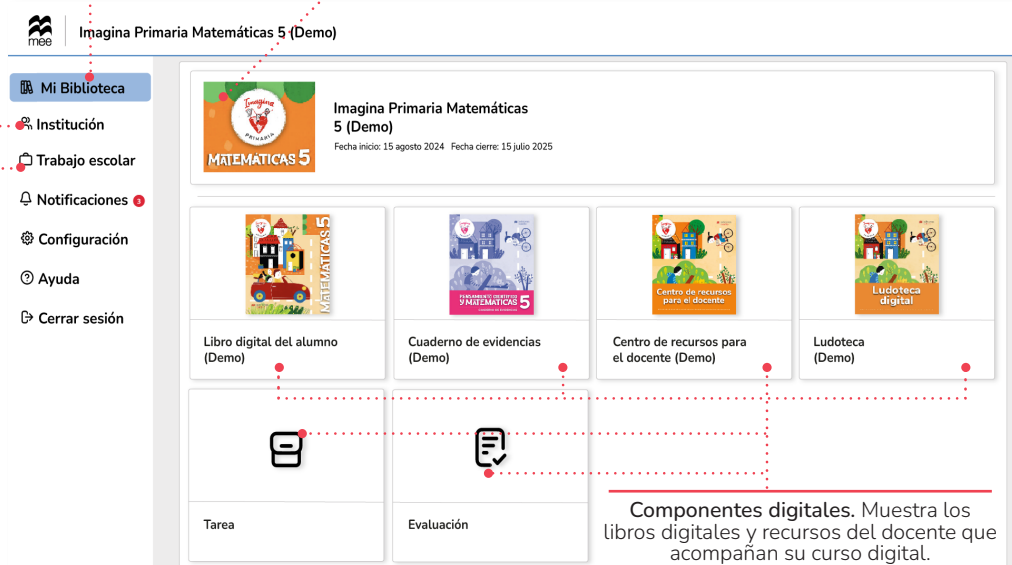 mee
Imagina Primaria Matemáticas 5 (Demo)
Mi Biblioteca
Institución
Trabajo escolar
Notificaciones 3
Configuración
Ayuda
Cerrar sesión
Imagina
PRIMARIA
MATEMÁTICAS 5
Imagina Primaria Matemáticas
5 (Demo)
Fecha inicio: 15 agosto 2024 Fecha cierre: 15 julio 2025
MATEMÁTICAS 5
Libro digital del alumno
(Demo)
PENSAMIENTO CIENTÍFICO
Y MATEMÁTICAS 5
CUADERNO DE EVIDENCIAS
Cuaderno de evidencias
(Demo)
Centro de recursos
para el docente
Centro de recursos para
el docente (Demo)
Ludoteca
digital
Ludoteca
(Demo)
Tarea
Evaluación
Componentes digitales. Muestra los
libros digitales y recursos del docente que
acompañan su curso digital.